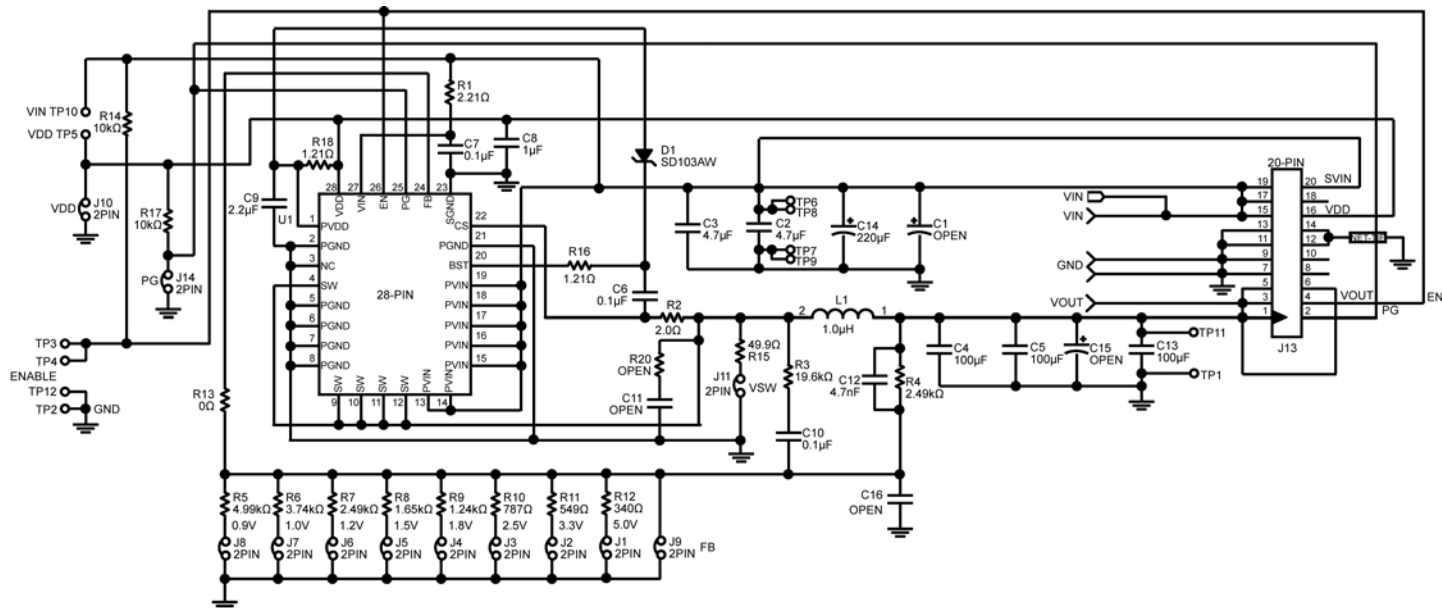 VIN TP10
VDD TP5
R14
10kΩ
VDD
J10
2PIN
R17
10kΩ
PG
J14
2PIN
TP3
TP4
ENABLE
TP12
TP2
GND
R13
0Ω
R18
1.21Ω
C9
2.2µF
U1
R1
2.21Ω
C7
0.1µF
C8
1µF
D1
SD103AW
28 27 26 25 24 23
VDD
VIN
EN
PG
FB
SGND
1 PVDD
2 PGND
3 NC
4 SW
5 PGND
6 PGND
7 PGND
8 PGND
28-PIN
22 CS
21 PGND
20 BST
19 PVIN
18 PVIN
17 PVIN
16 PVIN
15 PVIN
SW
SW
SW
SW
PVIN
PVIN
9 10 11 12 13 14
R16
1.21Ω
C6
0.1µF
R2
2.0Ω
R20
OPEN
C11
OPEN
49.9Ω
R15
J11
2PIN
VSW
R3
19.6kΩ
C10
0.1µF
2 L1 1
1.0µH
C12
4.7nF
R4
2.49kΩ
C3
4.7µF
C2
4.7µF
TP6
TP8
TP7
TP9
C14
220µF
C1
OPEN
C4
100µF
C5
100µF
C15
OPEN
C13
100µF
TP11
TP1
VIN
VIN
GND
VOUT
20-PIN
19 20 SVIN
17 18
15 16 VDD
13 14
11 12
9 10
7 8
5 6
3 4
1 2
VOUT
EN
PG
J13
R5
4.99kΩ
0.9V
J8
2PIN
R6
3.74kΩ
1.0V
J7
2PIN
R7
2.49kΩ
1.2V
J6
2PIN
R8
1.65kΩ
1.5V
J5
2PIN
R9
1.24kΩ
1.8V
J4
2PIN
R10
787Ω
2.5V
J3
2PIN
R11
549Ω
3.3V
J2
2PIN
R12
340Ω
5.0V
J1
2PIN
J9
2PIN
FB
C16
OPEN